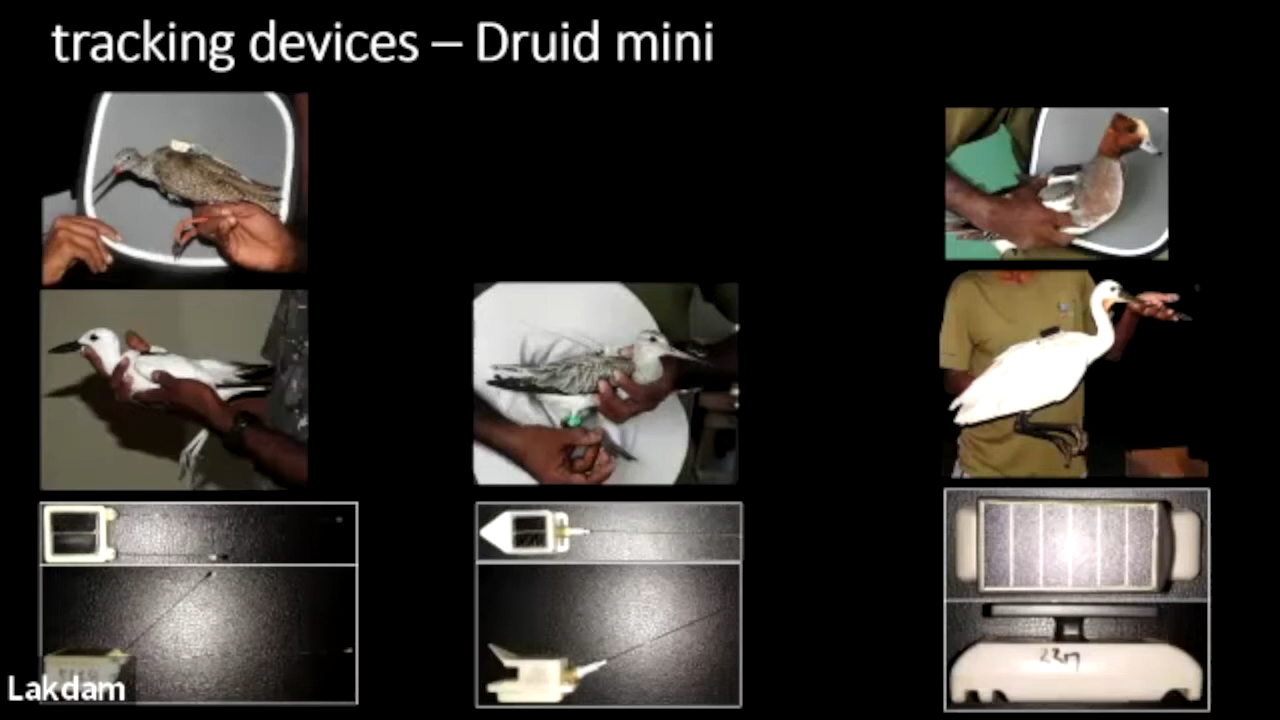 tracking devices – Druid mini
Lakdam